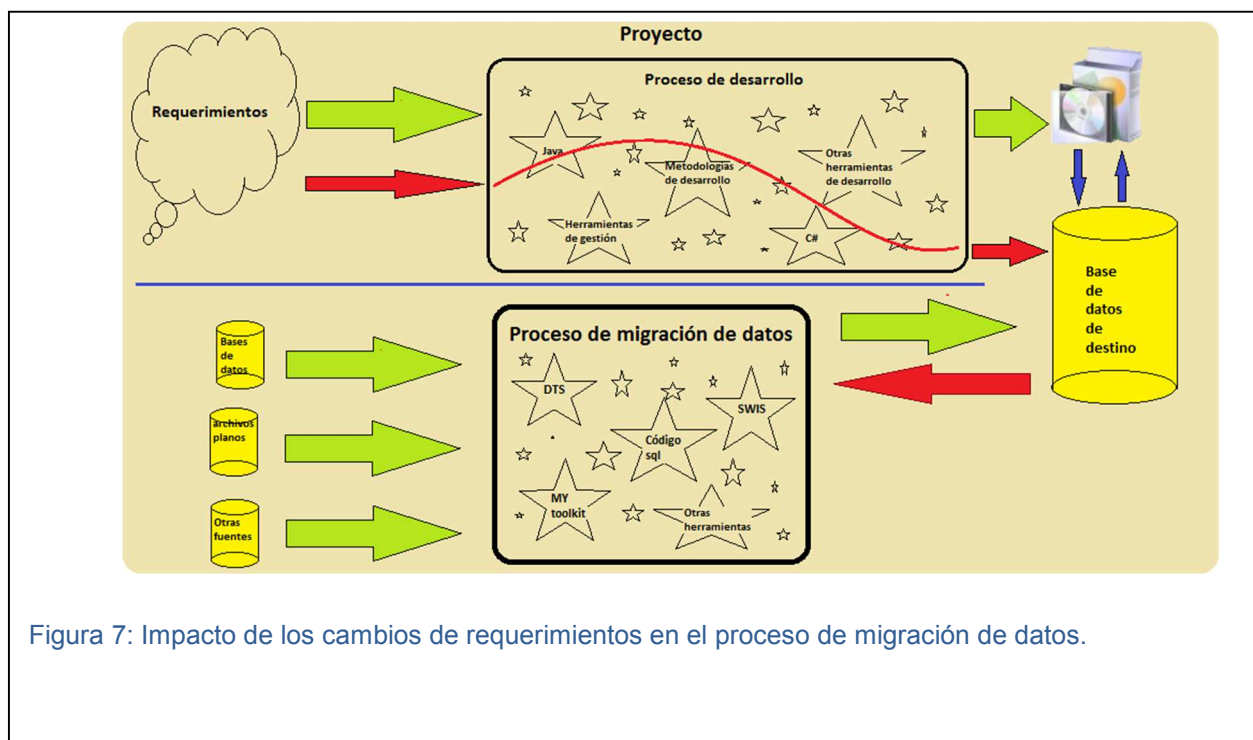 Proyecto
Requerimientos
Proceso de desarrollo
Java
Metodologías
de desarrollo
Otras
herramientas
de desarrollo
Herramientas
de gestión
C#
Base
de
datos
de
destino
Proceso de migración de datos
Bases
de
datos
archivos
planos
Otras
fuentes
DTS
SWIS
Código
sql
MY
toolkit
Otras
herramientas
Figura 7: Impacto de los cambios de requerimientos en el proceso de migración de datos.